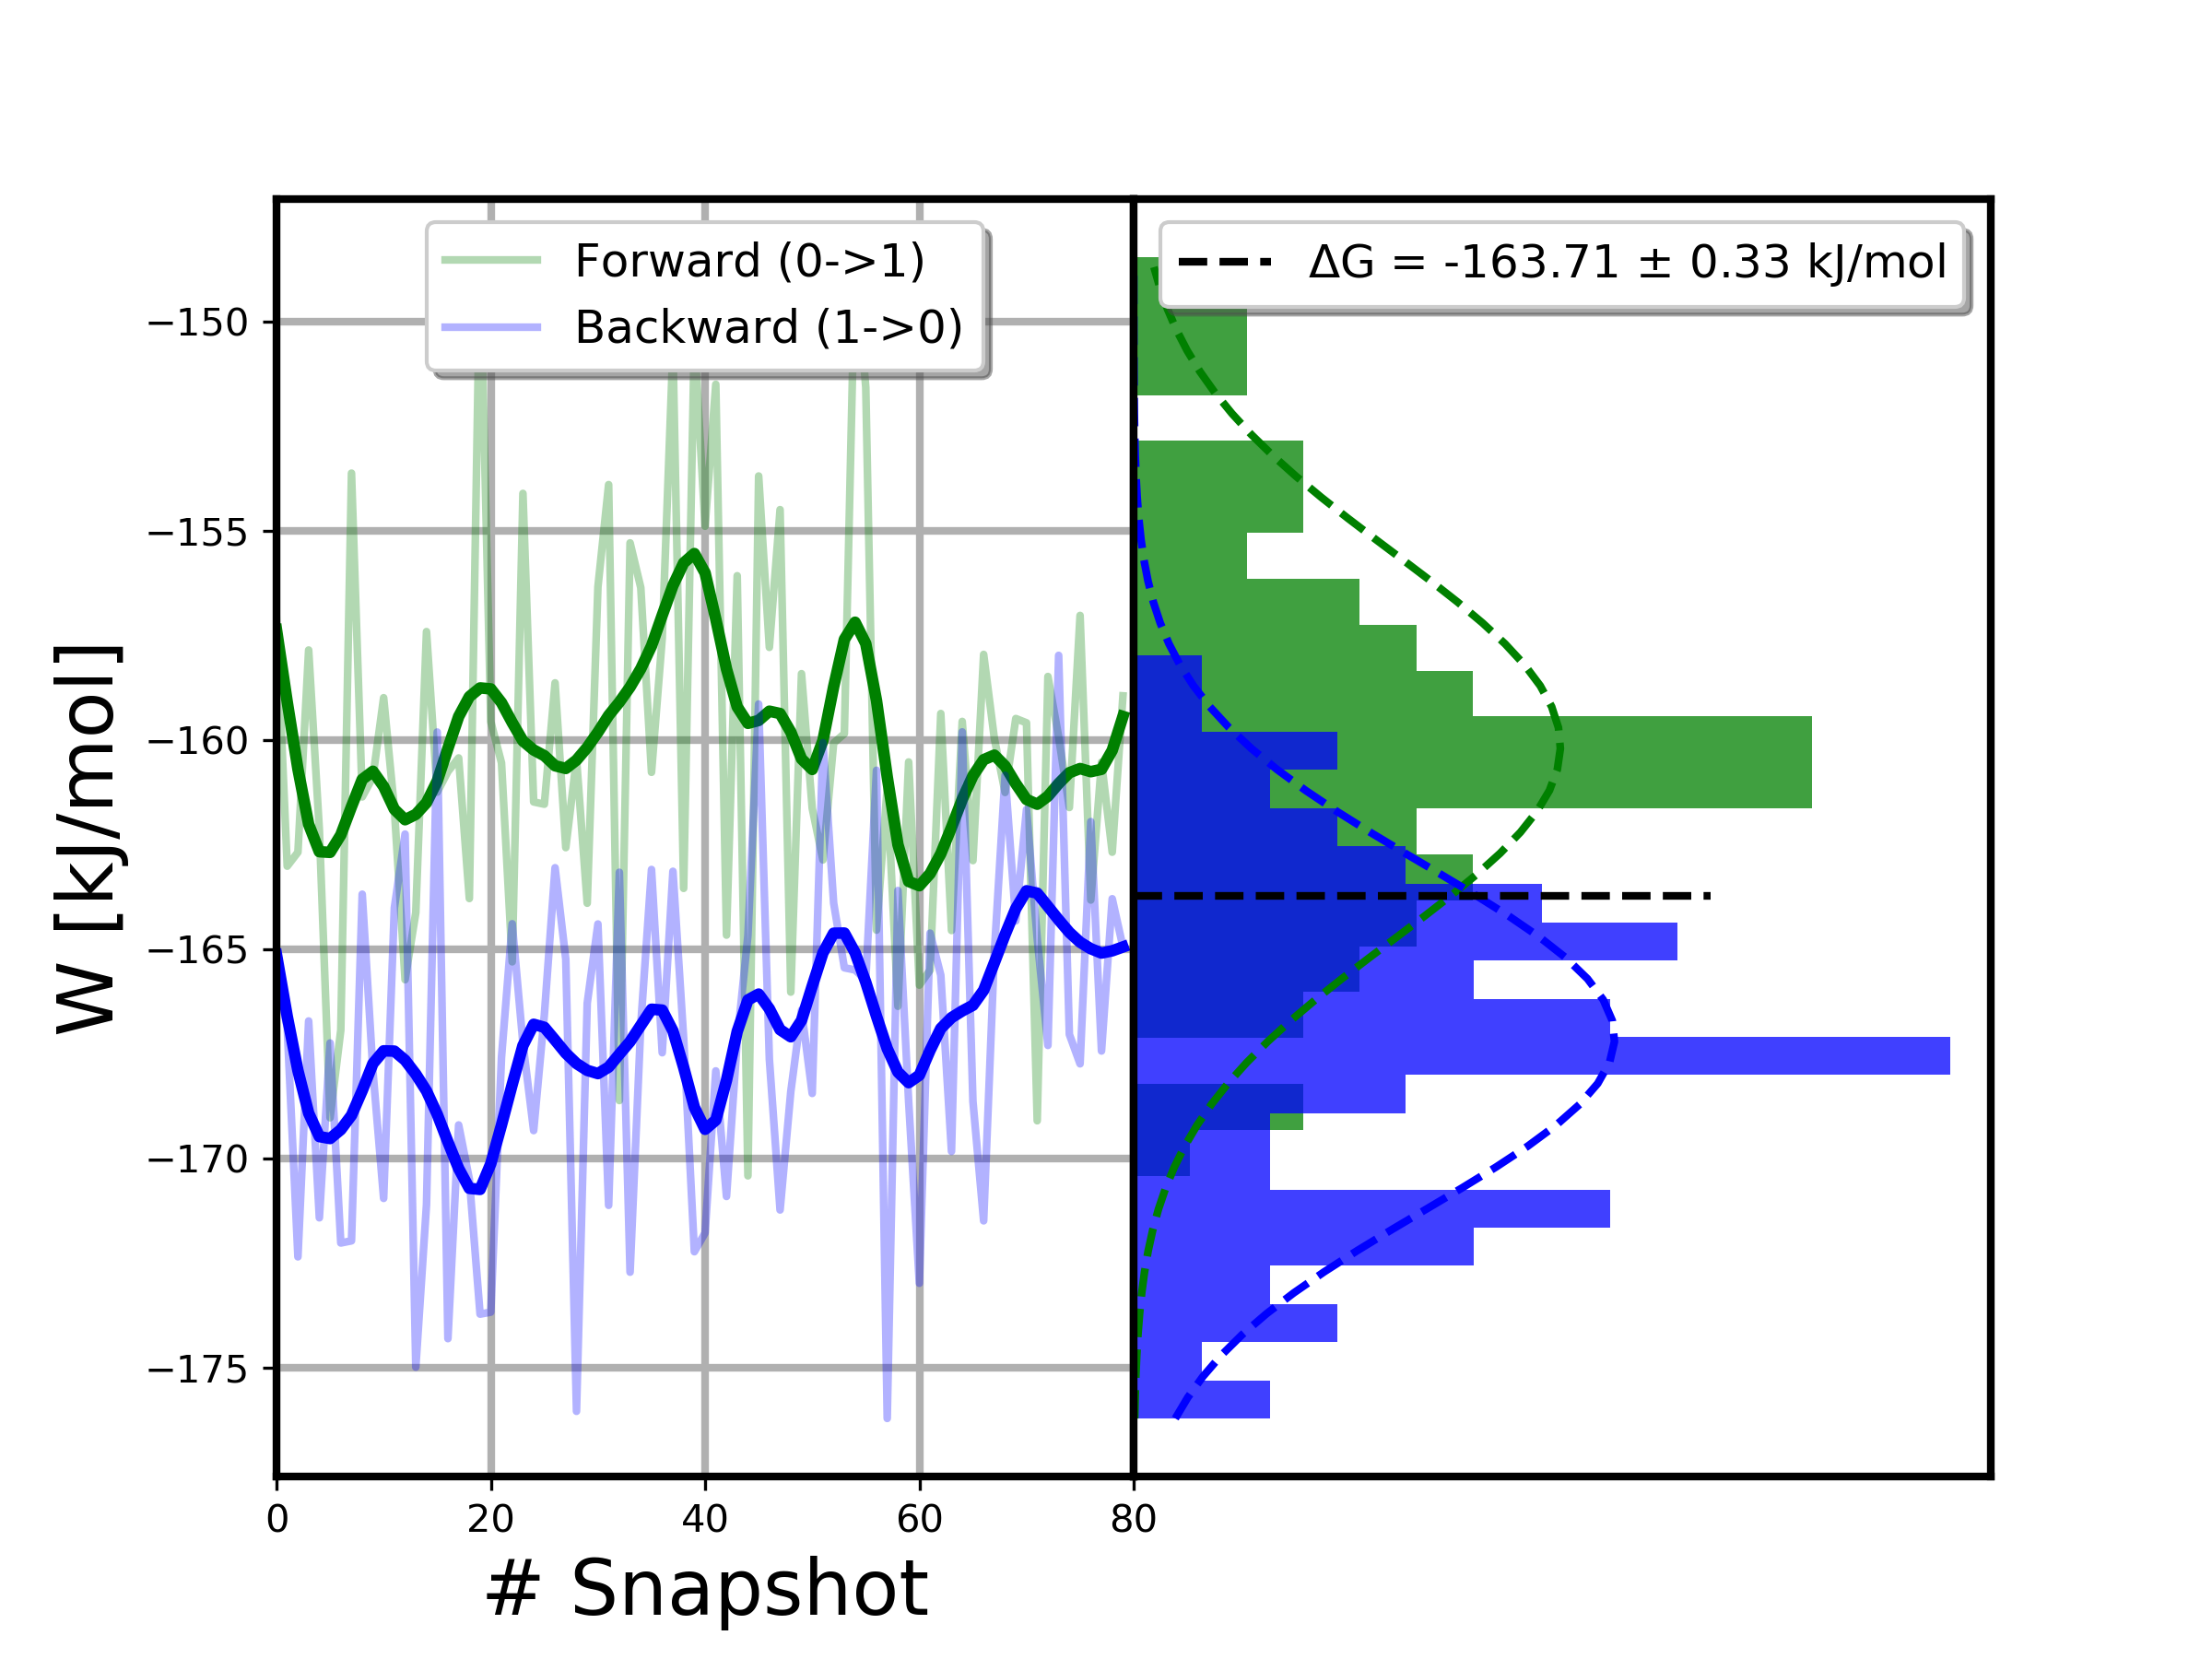 Forward (0->1)
Backward (1->0)
ΔG = -163.71 ± 0.33 kJ/mol
W [kJ/mol]
−150
−155
−160
−165
−170
−175
0 20 40 60 80
# Snapshot